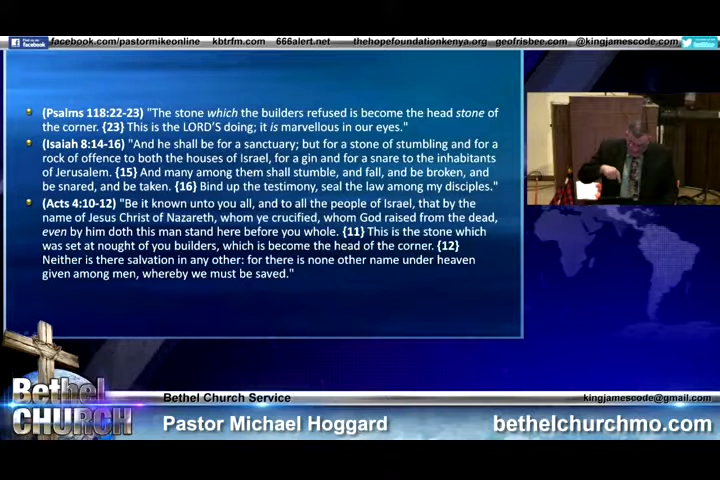 facebook.com/pastormikeonline kbtrfm.com 666alert.net thehopefoundationkenya.org geofrisbee.com @kingjamescode.com
(Psalms 118:22-23) "The stone which the builders refused is become the head stone of
the corner. {23} This is the LORD'S doing; it is marvellous in our eyes."
(Isaiah 8:14-16) "And he shall be for a sanctuary; but for a stone of stumbling and for a
rock of offence to both the houses of Israel, for a gin and for a snare to the inhabitants
of Jerusalem. {15} And many among them shall stumble, and fall, and be broken, and
be snared, and be taken. {16} Bind up the testimony, seal the law among my disciples."
(Acts 4:10-12) "Be it known unto you all, and to all the people of Israel, that by the
name of Jesus Christ of Nazareth, whom ye crucified, whom God raised from the dead,
even by him doth this man stand here before you whole. {11} This is the stone which
was set at nought of you builders, which is become the head of the corner. {12}
Neither is there salvation in any other: for there is none other name under heaven
given among men, whereby we must be saved."
Bethel
CHURCH
Bethel Church Service
kingjamescode@gmail.com
Pastor Michael Hoggard
bethelchurchmo.com